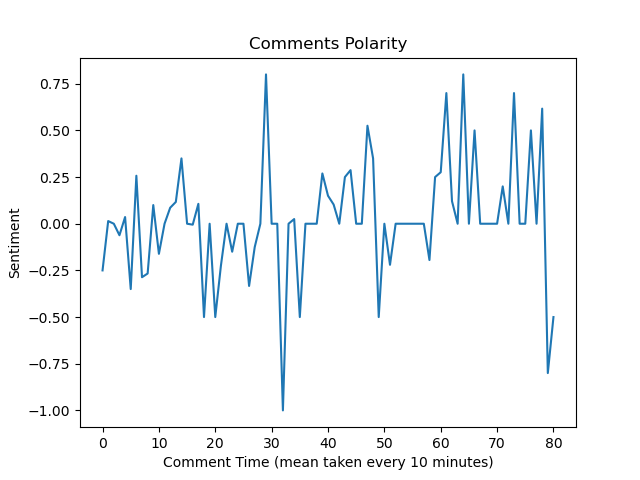 Comments Polarity
0.75
0.50
0.25
0.00
−0.25
−0.50
−0.75
−1.00
Sentiment
0 10 20 30 40 50 60 70 80
Comment Time (mean taken every 10 minutes)